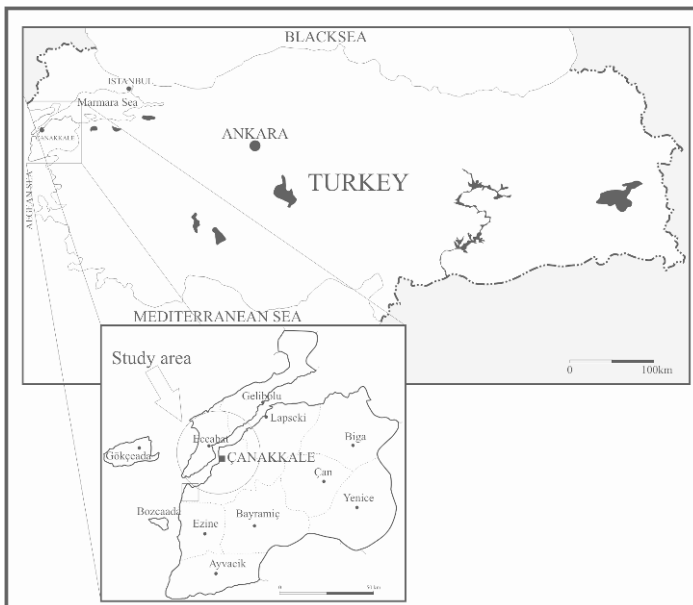 BLACKSEA
ISTANBUL
Marmara Sea
ÇANAKKALE
ANKARA
TURKEY
AEGEAN SEA
MEDITERRANEAN SEA
0 100km
Study area
Gelibolu
Lapseki
Eceabat
Biga
Gökçeada
ÇANAKKALE
Çan
Yenice
Bozcaada
Bayramiç
Ezine
Ayvacik